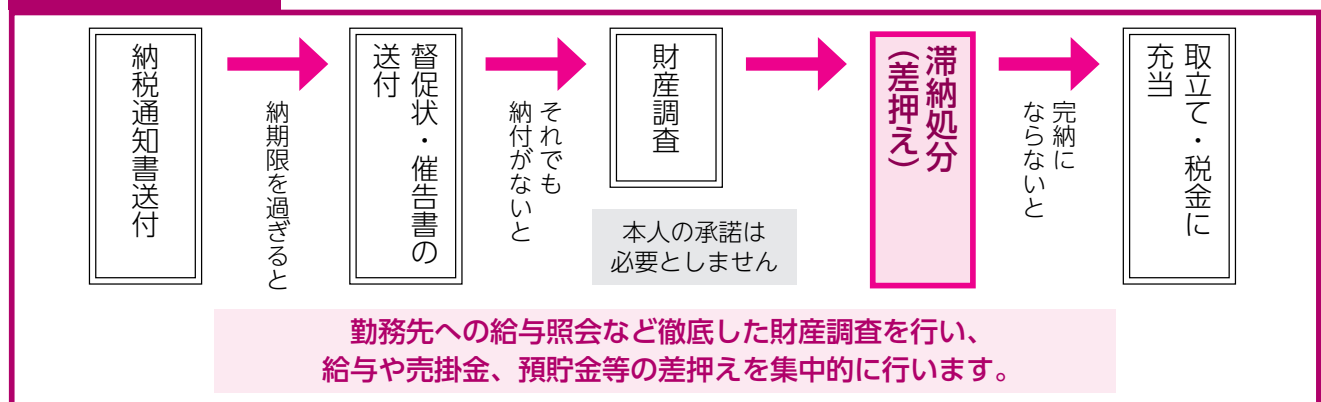 納税通知書送付
納期限を過ぎると
督促状・催告書の
送付
それでも
納付がないと
財産調査
本人の承諾は
必要としません
滞納処分
（差押え）
完納に
ならないと
取立て・税金に
充当
勤務先への給与照会など徹底した財産調査を行い、
給与や売掛金、預貯金等の差押えを集中的に行います。